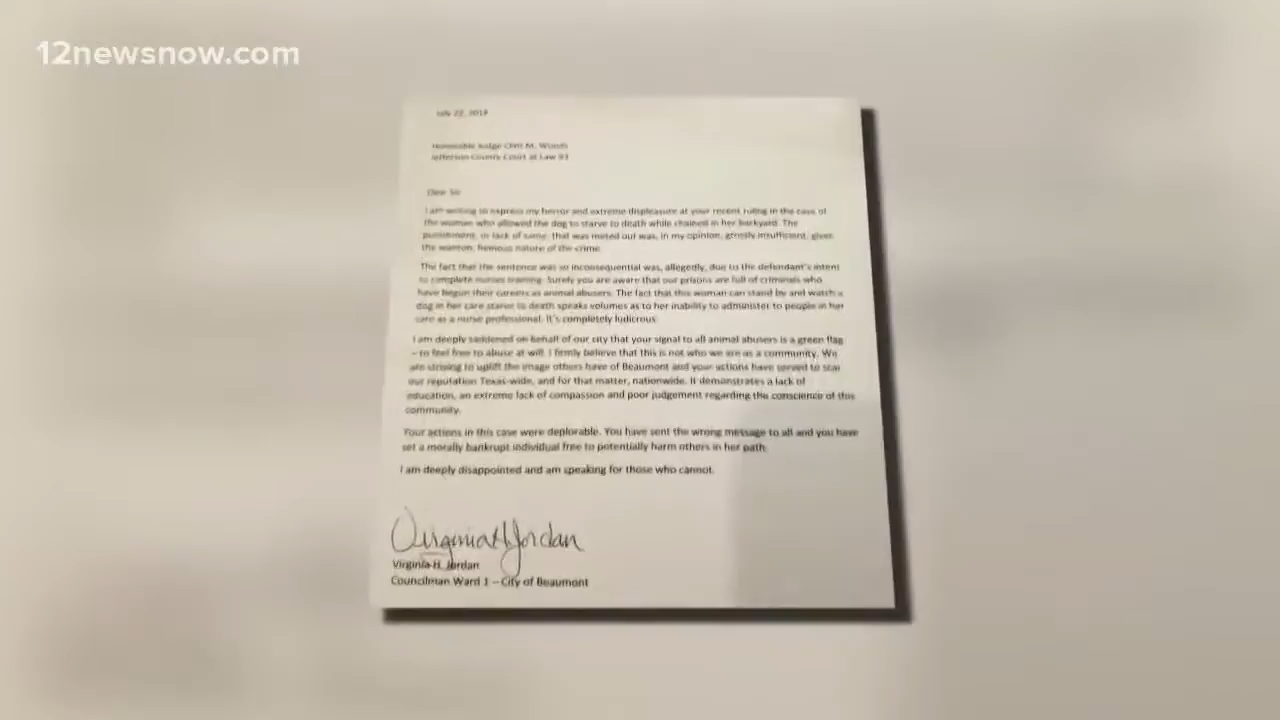 12newsnow.com
July 22, 2019
Honorable Judge Clint M. Woods
Jefferson County Court at Law #3
Dear Sir
I am writing to express my horror and extreme displeasure at your recent ruling in the case of
the woman who allowed the dog to starve to death while chained in her backyard. The
punishment, or lack of same, that was meted out was, in my opinion, grossly insufficient, given
the wanton, heinous nature of the crime.
The fact that the sentence was so inconsequential was, allegedly, due to the defendant's intent
to complete nurses training. Surely you are aware that our prisons are full of criminals who
have begun their careers as animal abusers. The fact that this woman can stand by and watch a
dog in her care starve to death speaks volumes as to her inability to administer to people in her
care as a nurse professional. It's completely ludicrous.
I am deeply saddened on behalf of our city that your signal to all animal abusers is a green flag
– to feel free to abuse at will. I firmly believe that this is not who we are as a community. We
are striving to uplift the image others have of Beaumont and your actions have served to
our reputation Texas-wide, and for that matter, nationwide. It demonstrates a lack of
education, an extreme lack of compassion and poor judgement regarding the conscience of this
community.
Your actions in this case were deplorable. You have sent the wrong message to all and you have
set a morally bankrupt individual free to potentially harm others in her path.
I am deeply disappointed and am speaking for those who cannot.
Virginia H Jordan
Virginia H. Jordan
Councilman Ward 1 – City of Beaumont